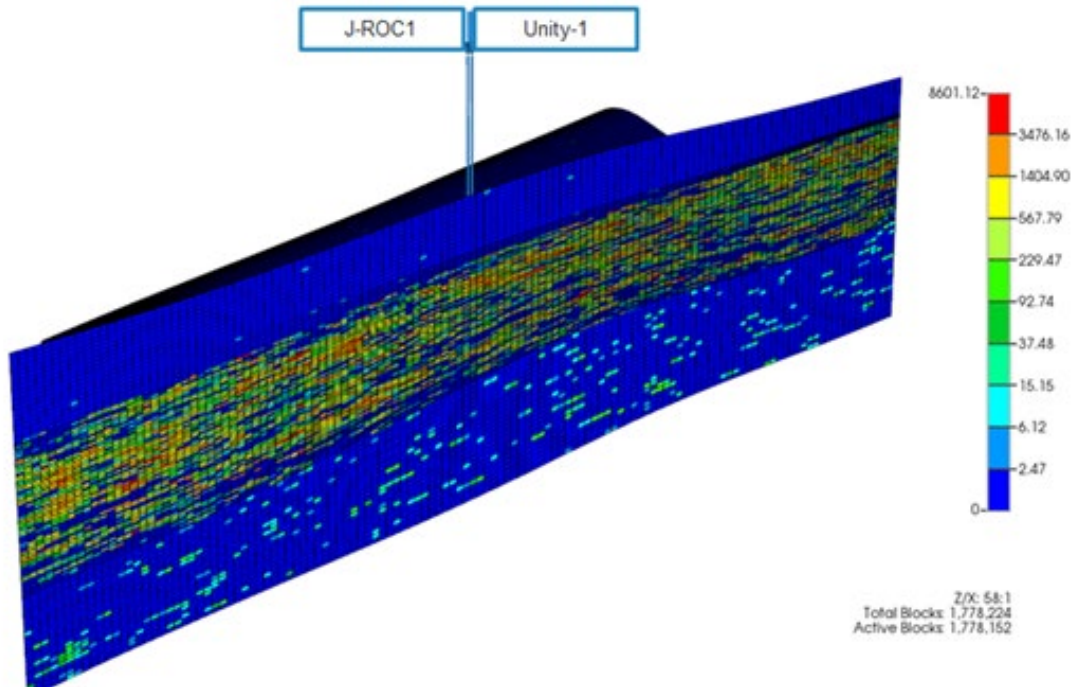 J-ROC1
Unity-1
8601.12
3476.16
1404.90
567.79
229.47
92.74
37.48
15.15
6.12
2.47
0
Z/X: 58:1
Total Blocks: 1,778,224
Active Blocks: 1,778,152